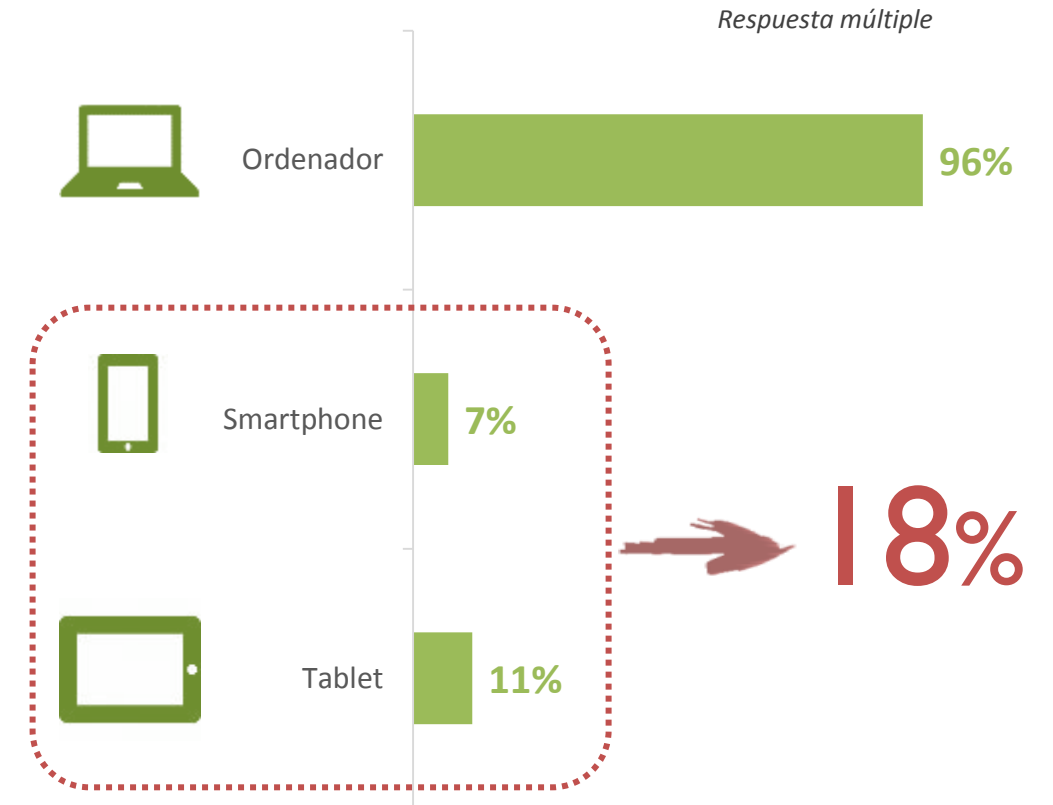 Respuesta múltiple
Ordenador 96%
Smartphone 7%
18%
Tablet 11%